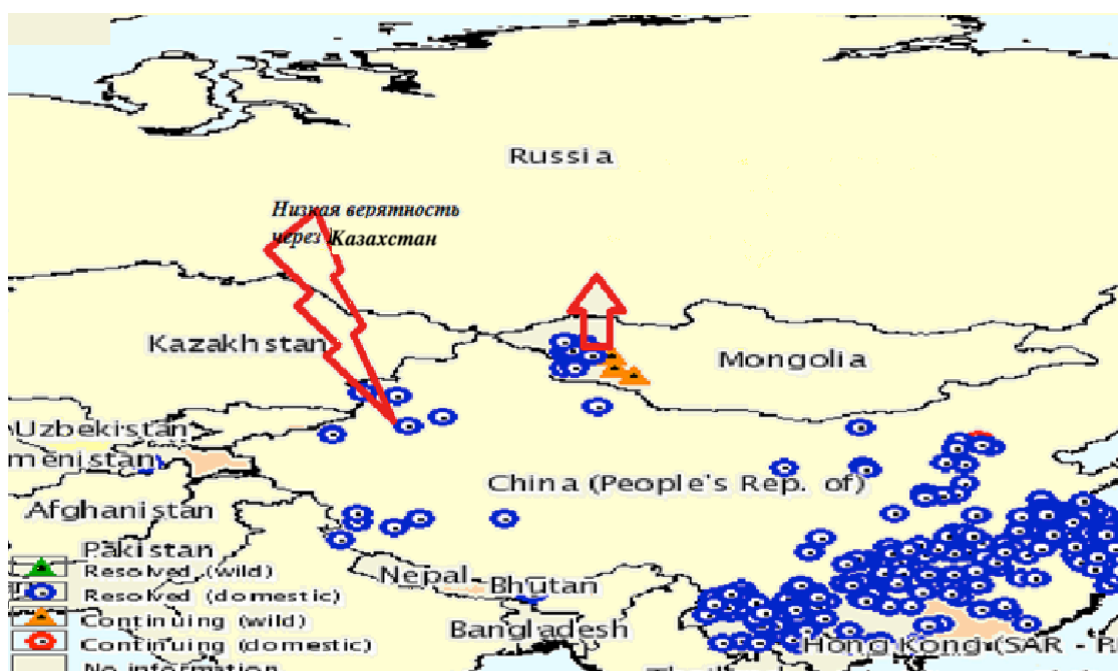 Russia
Низкая верятность
через Казахстан
Kazakhstan
Mongolia
Uzbekistan
menistan
China (People's Rep. of)
Afghanistan
Pakistan
Nepal
Bhutan
Bangladesh
Hong Kong (SAR - P
Resolved (wild)
Resolved (domestic)
Continuing (wild)
Continuing (domestic)
No information